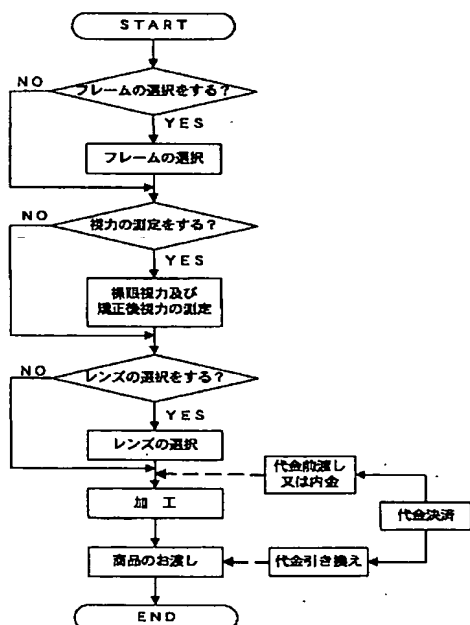 START
フレームの選択をする？
NO
YES
フレームの選択
視力の測定をする？
NO
YES
裸眼視力及び
矯正後視力の測定
レンズの選択をする？
NO
YES
レンズの選択
代金前渡し
又は内金
加工
代金決済
商品のお渡し
代金引き換え
END